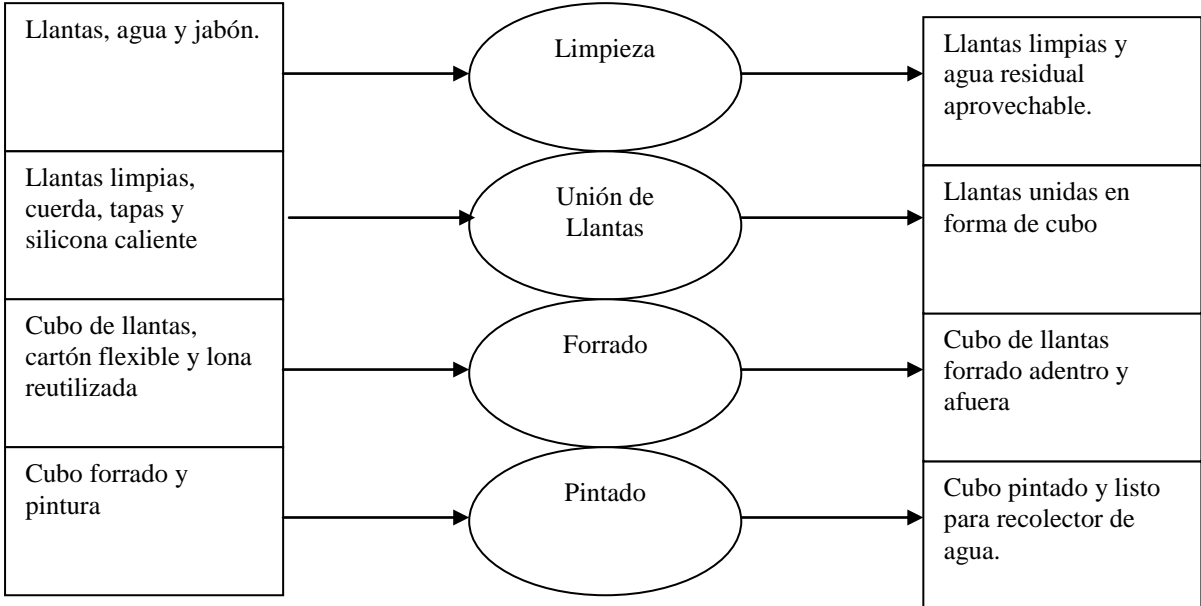 Llantas, agua y jabón.
Limpieza
Llantas limpias y
agua residual
aprovechable.
Llantas limpias,
cuerda, tapas y
silicona caliente
Unión de
Llantas
Llantas unidas en
forma de cubo
Cubo de llantas,
cartón flexible y lona
reutilizada
Forrado
Cubo de llantas
forrado adentro y
afuera
Cubo forrado y
pintura
Pintado
Cubo pintado y listo
para recolector de
agua.